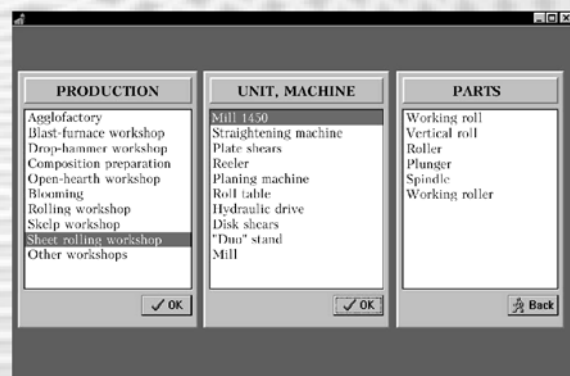 PRODUCTION
Agglofactory
Blast-furnace workshop
Drop-hammer workshop
Composition preparation
Open-hearth workshop
Blooming
Rolling workshop
Skelp workshop
Sheet rolling workshop
Other workshops
OK
UNIT, MACHINE
Mill 1450
Straightening machine
Plate shears
Reeler
Planing machine
Roll table
Hydraulic drive
Disk shears
"Duo" stand
Mill
OK
PARTS
Working roll
Vertical roll
Roller
Plunger
Spindle
Working roller
Back